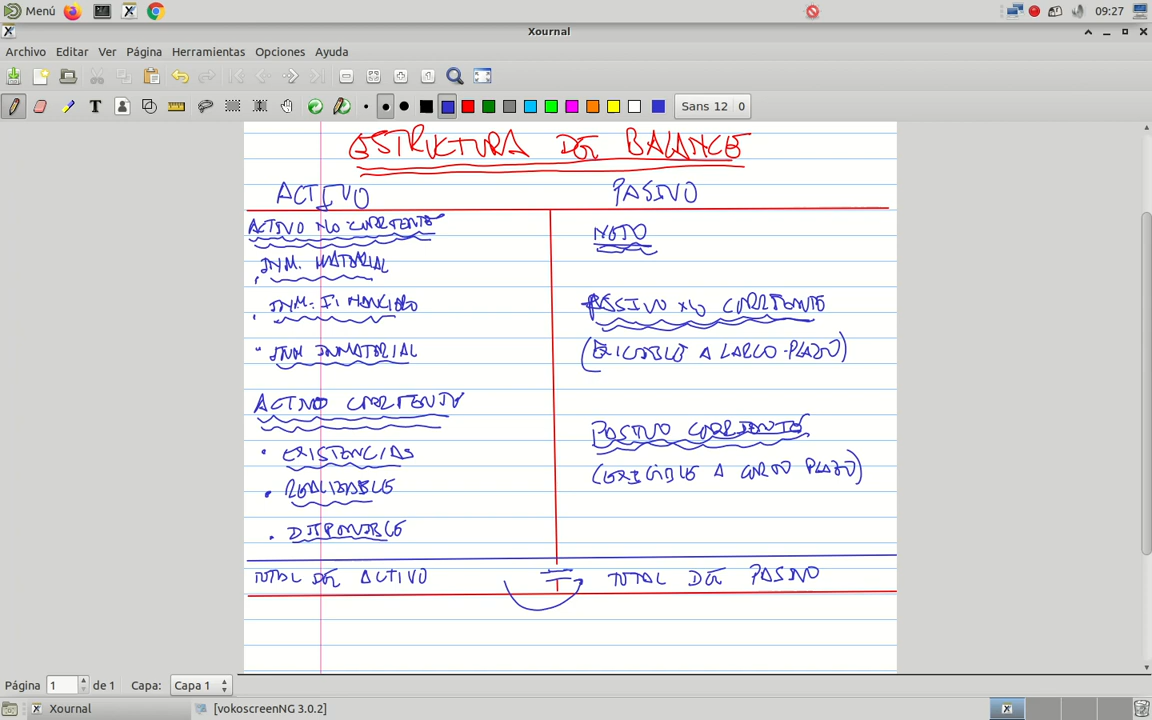 Menú 09:27
Xournal
Archivo Editar Ver Página Herramientas Opciones Ayuda
Sans 12 0
ESTRUCTURA DE BALANCE
ACTIVO PASIVO
ACTIVO NO CORRIENTE
NETO
INM. MATERIAL
INM. FINANCIERO
PASIVO NO CORRIENTE
INM INMATERIAL
(EXIGIBLE A LARGO PLAZO)
ACTIVO CORRIENTE
PASIVO CORRIENTE
EXISTENCIAS
(EXIGIBLE A CORTO PLAZO)
REALIZABLE
DISPONIBLE
TOTAL DE ACTIVO = TOTAL DE PASIVO
Página 1 de 1 Capa: Capa 1
Xournal [vokoscreenNG 3.0.2]